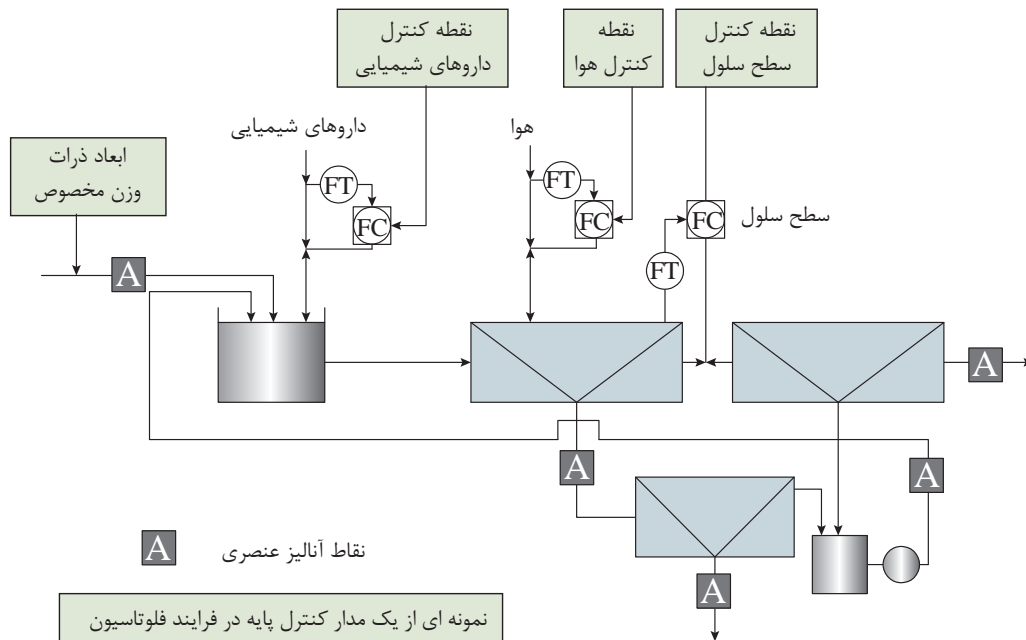 نقطه کنترل
داروهای شیمیایی
نقطه
کنترل هوا
نقطه کنترل
سطح سلول
داروهای شیمیایی
هوا
ابعاد ذرات
وزن مخصوص
FT
FC
FT
FC
FC
سطح سلول
FT
A
A
A
A
A
A نقاط آنالیز عنصری
نمونه ای از یک مدار کنترل پایه در فرایند فلوتاسیون